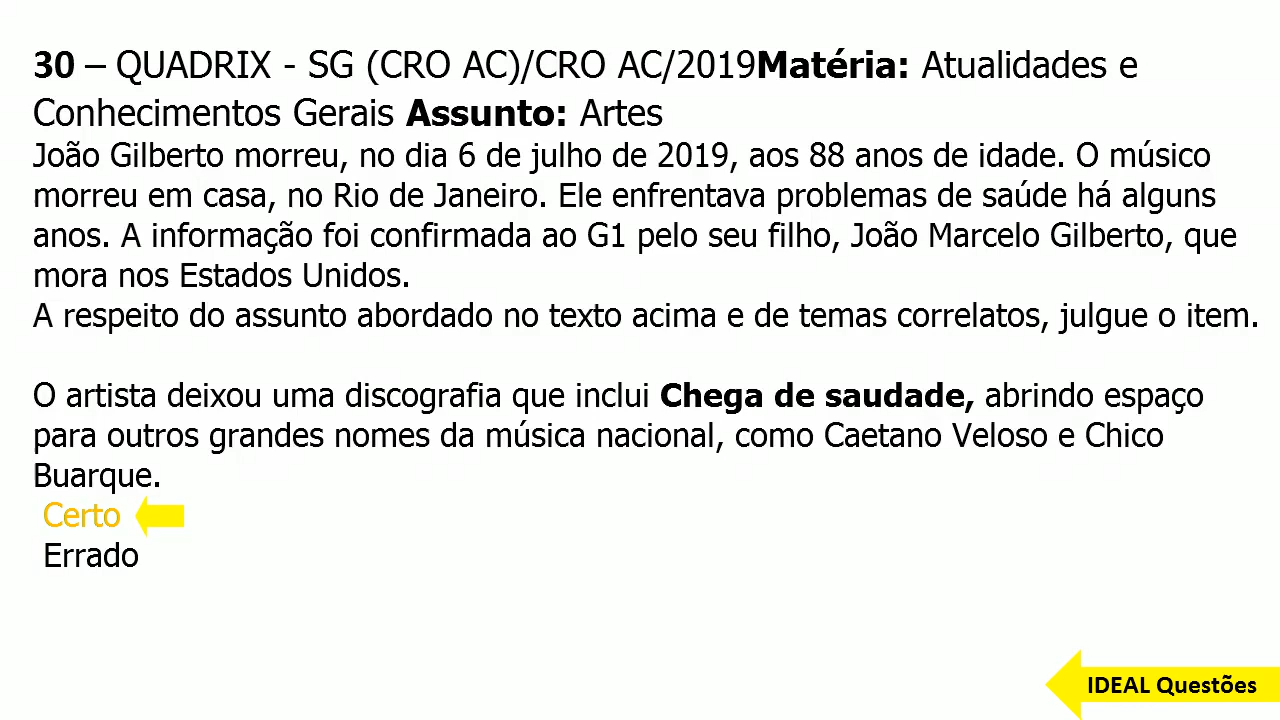 30 – QUADRIX - SG (CRO AC)/CRO AC/2019Matéria: Atualidades e
Conhecimentos Gerais Assunto: Artes
João Gilberto morreu, no dia 6 de julho de 2019, aos 88 anos de idade. O músico
morreu em casa, no Rio de Janeiro. Ele enfrentava problemas de saúde há alguns
anos. A informação foi confirmada ao G1 pelo seu filho, João Marcelo Gilberto, que
mora nos Estados Unidos.
A respeito do assunto abordado no texto acima e de temas correlatos, julgue o item.
O artista deixou uma discografia que inclui Chega de saudade, abrindo espaço
para outros grandes nomes da música nacional, como Caetano Veloso e Chico
Buarque.
Certo
Errado
IDEAL Questões